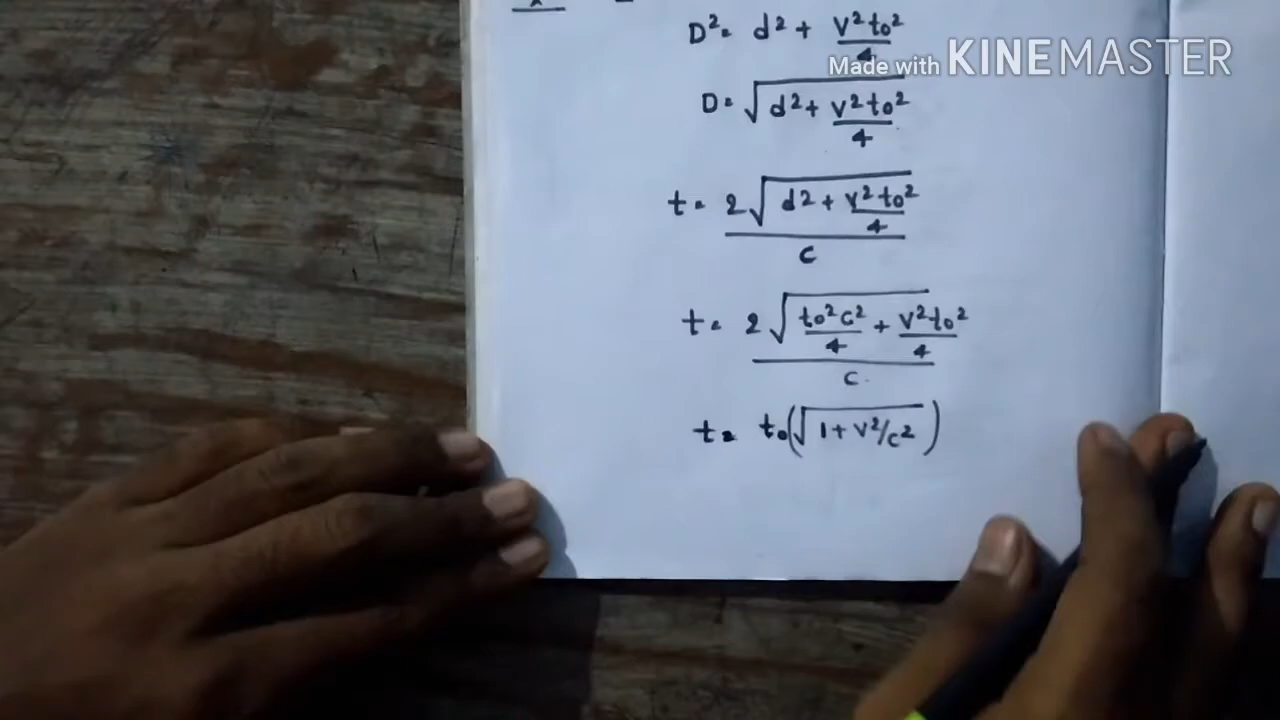 D² = d² + v²t₀²/4
Made with KINEMASTER
D = √(d² + v²t₀²/4)
t = 2√(d² + v²t₀²/4)/c
t = 2√(t₀²c²/4 + v²t₀²/4)/c
t = t₀(√(1 + v²/c²))